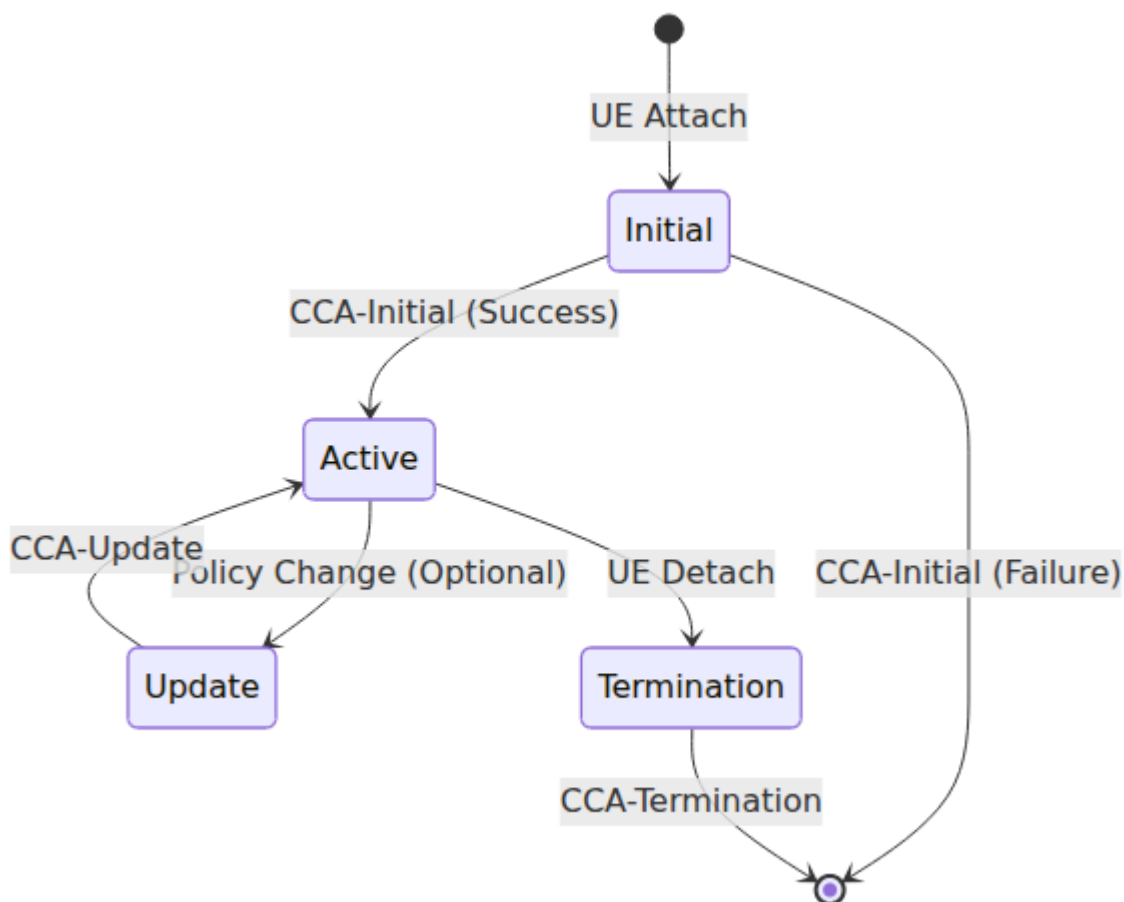 UE Attach
Initial
CCA-Initial (Success)
Active
CCA-Update
Policy Change (Optional)
UE Detach
CCA-Initial (Failure)
Update
Termination
CCA-Termination